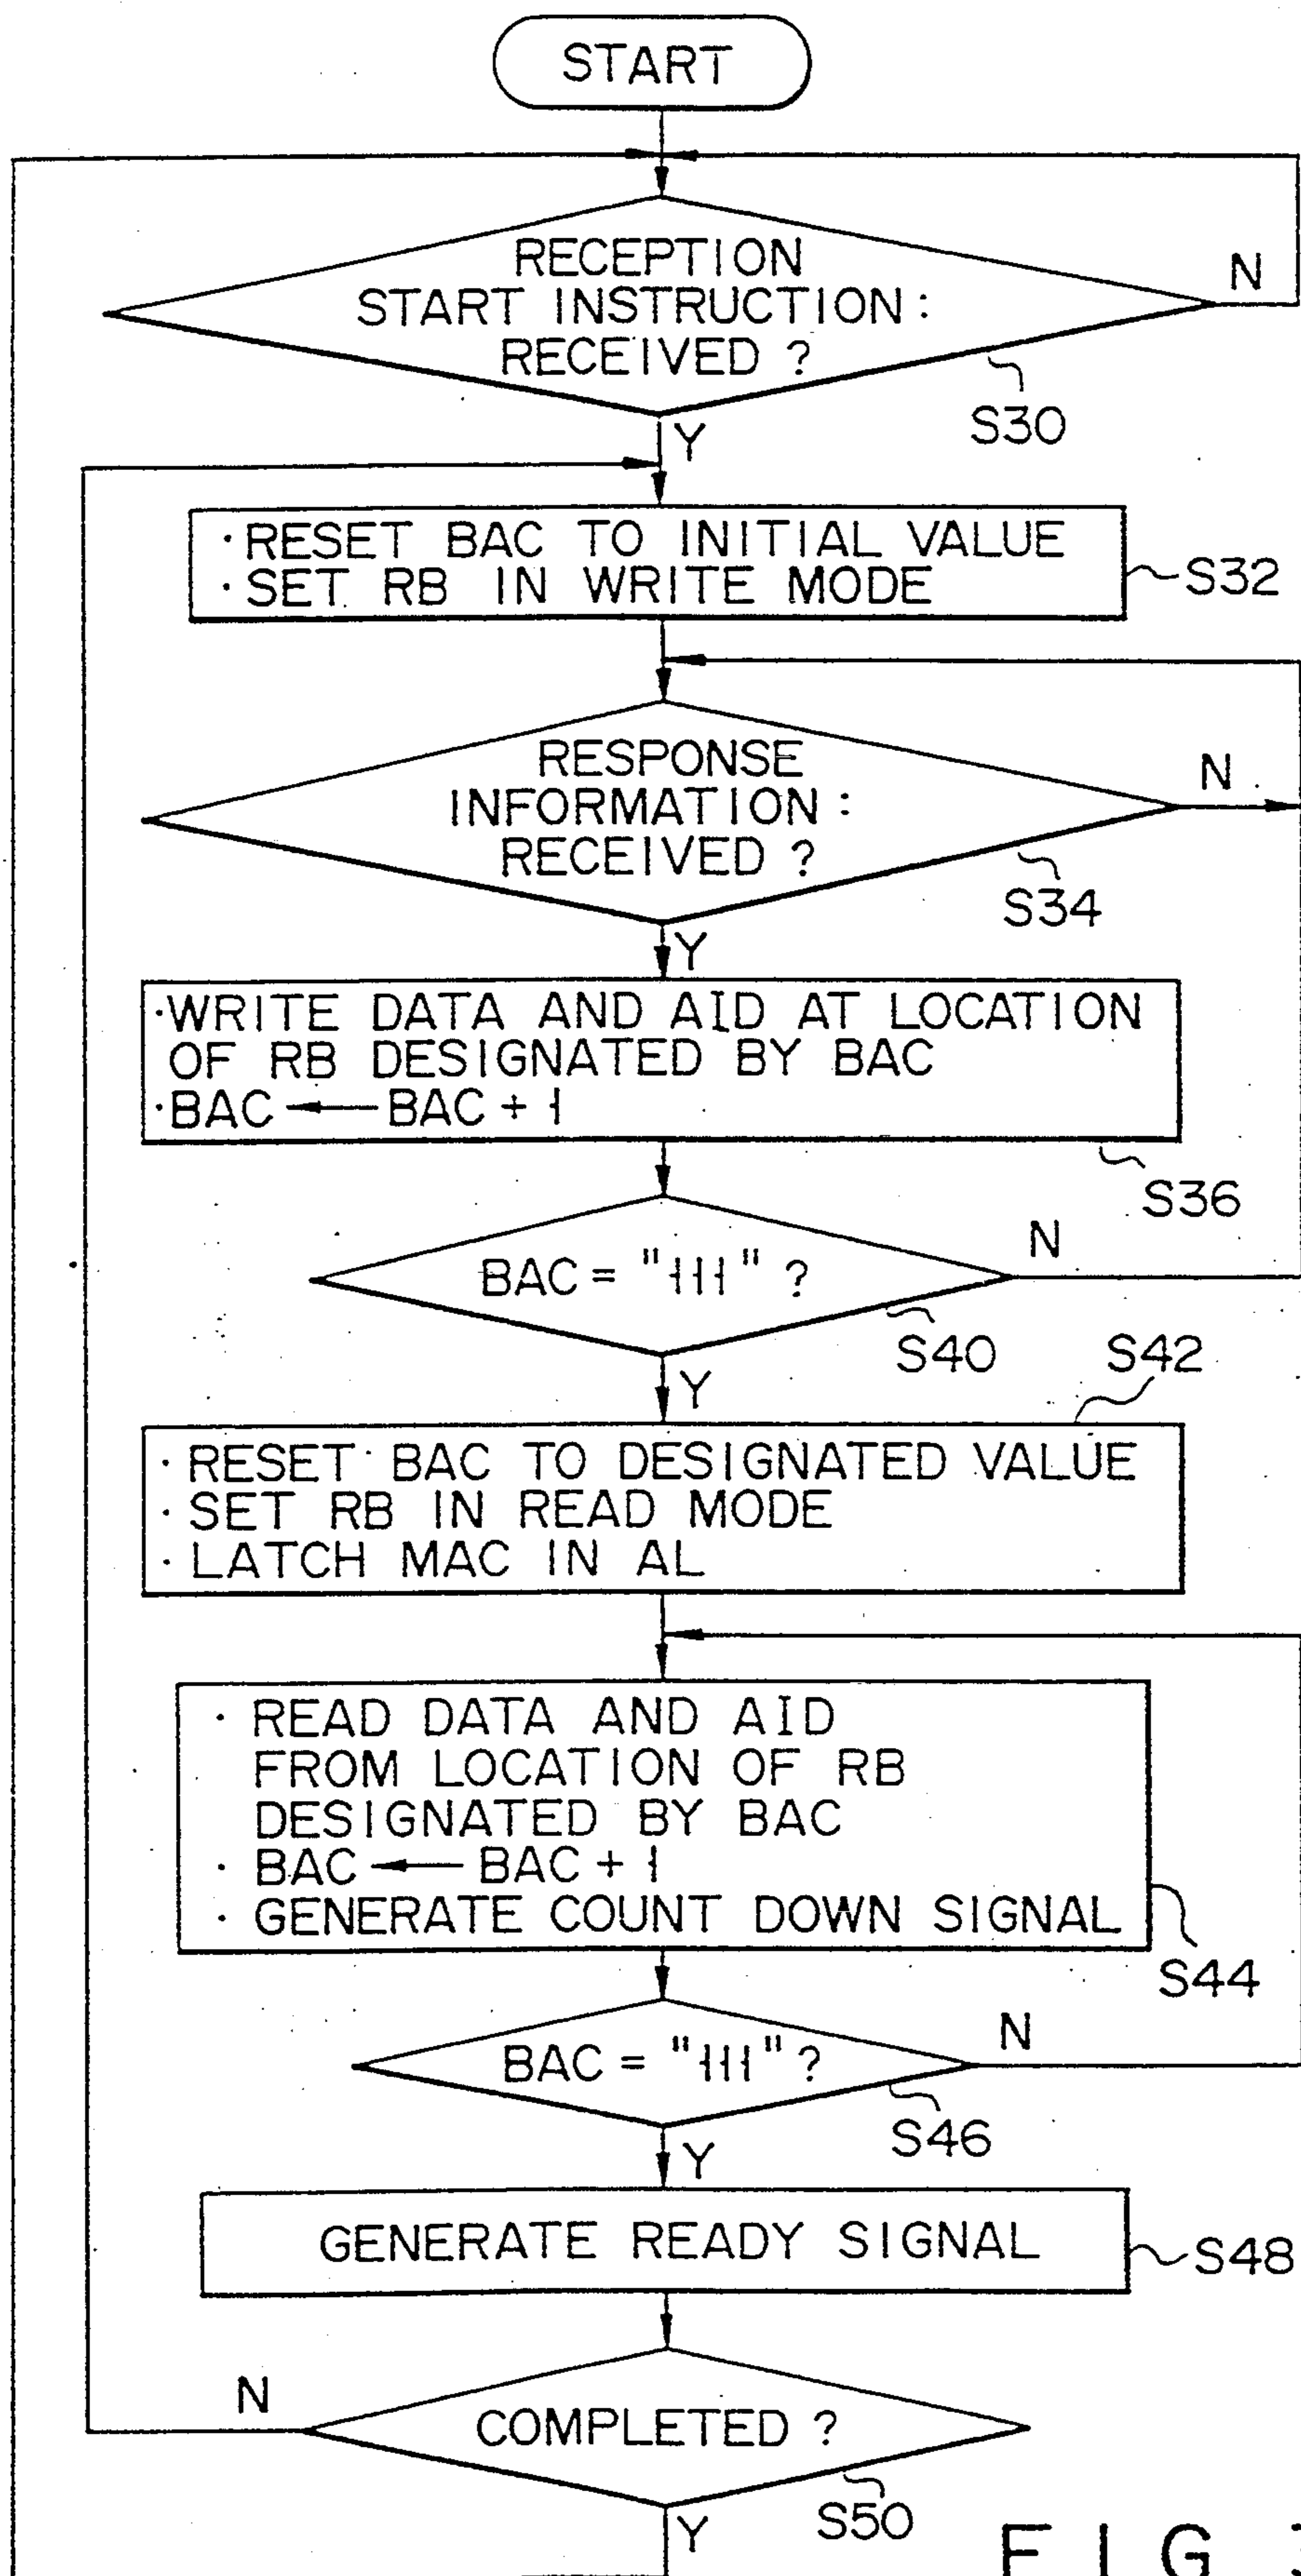 START
RECEPTION
START INSTRUCTION:
RECEIVED ?
N
S30
Y
·RESET BAC TO INITIAL VALUE
·SET RB IN WRITE MODE
S32
RESPONSE
INFORMATION:
RECEIVED ?
N
S34
Y
·WRITE DATA AND AID AT LOCATION
OF RB DESIGNATED BY BAC
·BAC ← BAC + 1
S36
BAC = "111" ?
N
S40
S42
Y
· RESET BAC TO DESIGNATED VALUE
· SET RB IN READ MODE
· LATCH MAC IN AL
· READ DATA AND AID
FROM LOCATION OF RB
DESIGNATED BY BAC
· BAC ← BAC + 1
· GENERATE COUNT DOWN SIGNAL
S44
BAC = "111" ?
N
S46
Y
GENERATE READY SIGNAL
S48
N
COMPLETED ?
S50
Y
FIG